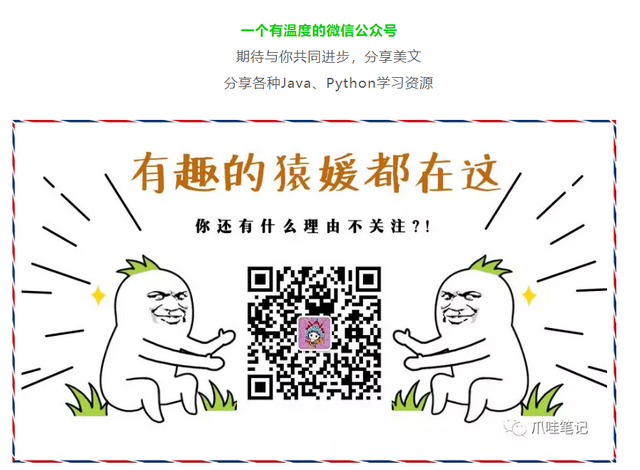 一个有温度的微信公众号
期待与你共同进步，分享美文
分享各种Java、Python学习资源
有趣的猿媛都在这
你还有什么理由不关注?!
爪哇笔记